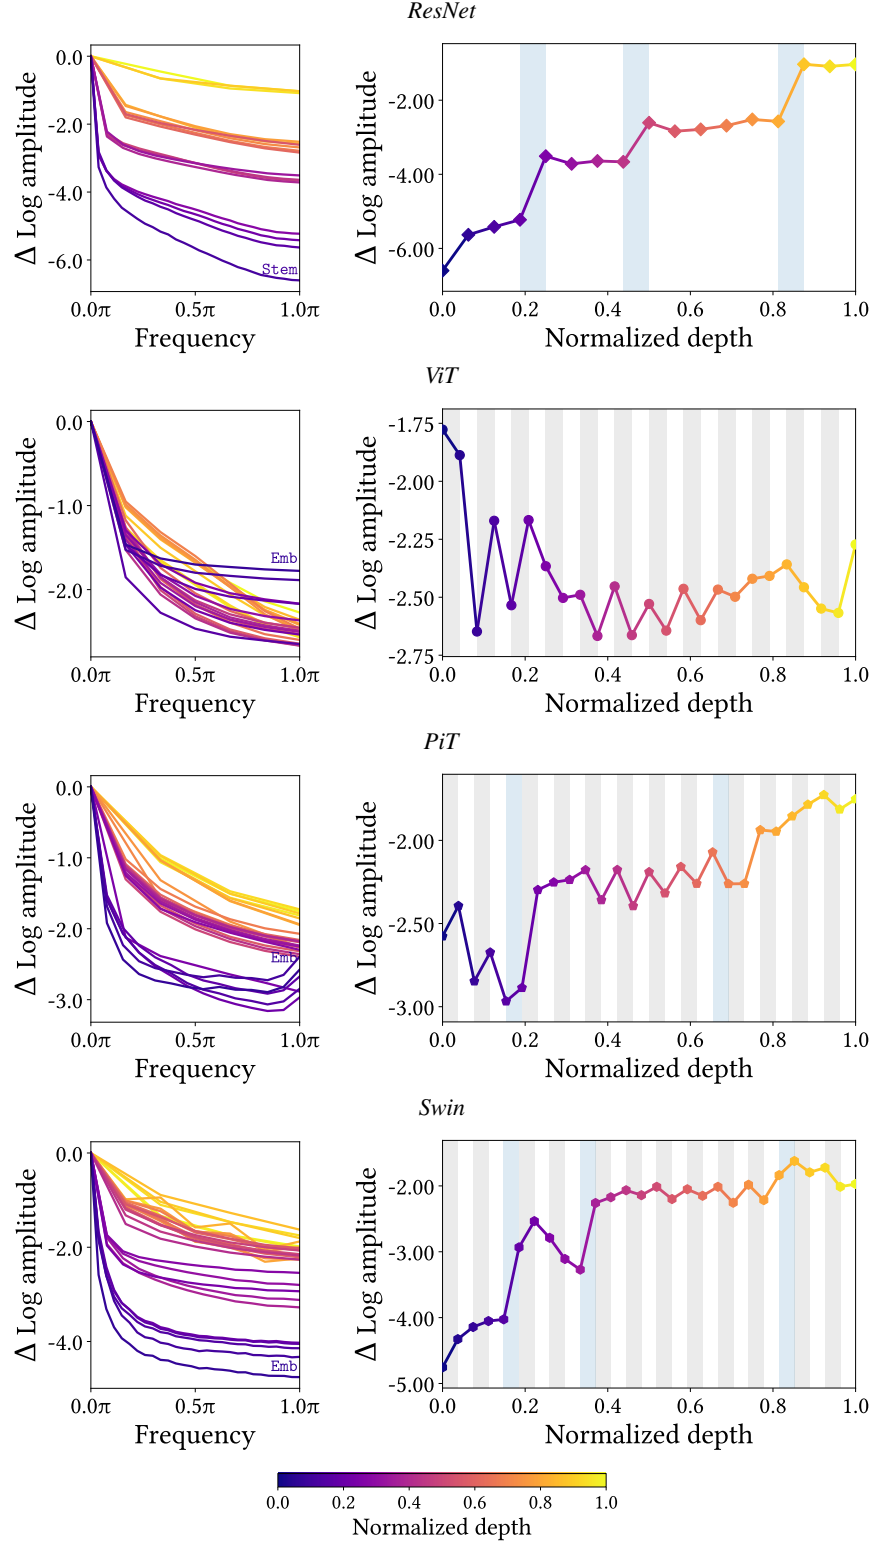 ResNet
0.0
-2.0
-4.0
-6.0
Δ Log amplitude
Stem
0.0π 0.5π 1.0π
Frequency
-2.00
-4.00
-6.00
Δ Log amplitude
0.0 0.2 0.4 0.6 0.8 1.0
Normalized depth
ViT
0.0
-1.0
-2.0
Δ Log amplitude
Emb
0.0π 0.5π 1.0π
Frequency
-1.75
-2.00
-2.25
-2.50
-2.75
Δ Log amplitude
0.0 0.2 0.4 0.6 0.8 1.0
Normalized depth
PiT
0.0
-1.0
-2.0
-3.0
Δ Log amplitude
Emb
0.0π 0.5π 1.0π
Frequency
-2.00
-2.50
-3.00
Δ Log amplitude
0.0 0.2 0.4 0.6 0.8 1.0
Normalized depth
Swin
0.0
-2.0
-4.0
Δ Log amplitude
Emb
0.0π 0.5π 1.0π
Frequency
-2.00
-3.00
-4.00
-5.00
Δ Log amplitude
0.0 0.2 0.4 0.6 0.8 1.0
Normalized depth
0.0 0.2 0.4 0.6 0.8 1.0
Normalized depth